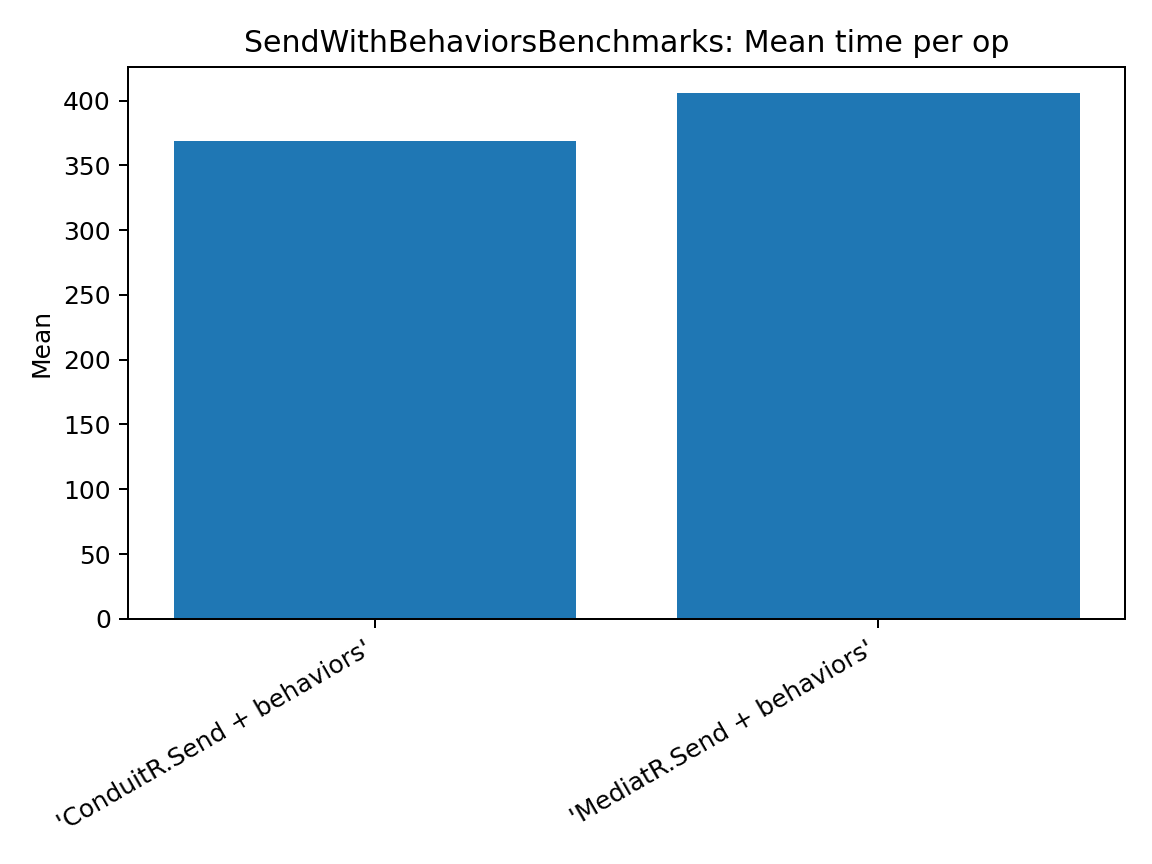 SendWithBehaviorsBenchmarks: Mean time per op
Mean
400
350
300
250
200
150
100
50
0
'ConduitR.Send + behaviors'
'MediatR.Send + behaviors'